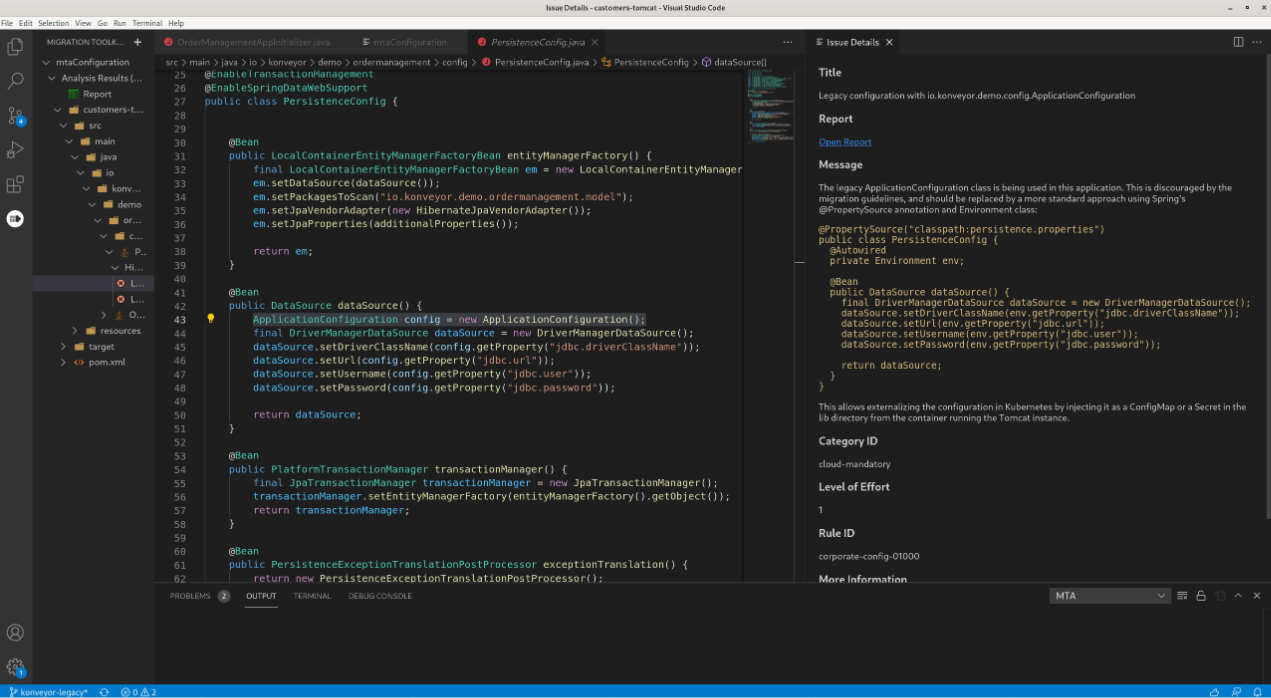 Issue Details - customers-tomcat - Visual Studio Code
File Edit Selection View Go Run Terminal Help
MIGRATION TOOLK... +
mtaConfiguration
Analysis Results (...
Report
customers-t...
src
main
java
io
konv...
demo
or...
c...
P..
Hi...
L...
L...
O...
resources
target
pom.xml
4
1
OrderManagementAppInitializer.java mtaConfiguration PersistenceConfig.java ...
src > main > java > io > konveyor > demo > ordermanagement > config > PersistenceConfig.java > PersistenceConfig > dataSource()
25 @EnableTransactionManagement
26 @EnableSpringDataWebSupport
27 public class PersistenceConfig {
28
29
30 @Bean
31 public LocalContainerEntityManagerFactoryBean entityManagerFactory() {
32 final LocalContainerEntityManagerFactoryBean em = new LocalContainerEntityManager
33 em.setDataSource(dataSource());
34 em.setPackagesToScan("io.konveyor.demo.ordermanagement.model");
35 em.setJpaVendorAdapter(new HibernateJpaVendorAdapter());
36 em.setJpaProperties(additionalProperties());
37
38 return em;
39 }
40
41 @Bean
42 public DataSource dataSource() {
43 ApplicationConfiguration config = new ApplicationConfiguration();
44 final DriverManagerDataSource dataSource = new DriverManagerDataSource();
45 dataSource.setDriverClassName(config.getProperty("jdbc.driverClassName"));
46 dataSource.setUrl(config.getProperty("jdbc.url"));
47 dataSource.setUsername(config.getProperty("jdbc.user"));
48 dataSource.setPassword(config.getProperty("jdbc.password"));
49
50 return dataSource;
51 }
52
53 @Bean
54 public PlatformTransactionManager transactionManager() {
55 final JpaTransactionManager transactionManager = new JpaTransactionManager();
56 transactionManager.setEntityManagerFactory(entityManagerFactory().getObject());
57 return transactionManager;
58 }
59
60 @Bean
61 public PersistenceExceptionTranslationPostProcessor exceptionTranslation() {
62 return new PersistenceExceptionTranslationPostProcessor();
Issue Details ...
Title
Legacy configuration with io.konveyor.demo.config.ApplicationConfiguration
Report
Open Report
Message
The legacy ApplicationConfiguration class is being used in this application. This is discouraged by the
migration guidelines, and should be replaced by a more standard approach using Spring's
@PropertySource annotation and Environment class:
@PropertySource("classpath:persistence.properties")
public class PersistenceConfig {
@Autowired
private Environment env;
@Bean
public DataSource dataSource() {
final DriverManagerDataSource dataSource = new DriverManagerDataSource();
dataSource.setDriverClassName(env.getProperty("jdbc.driverClassName"));
dataSource.setUrl(env.getProperty("jdbc.url"));
dataSource.setUsername(env.getProperty("jdbc.user"));
dataSource.setPassword(env.getProperty("jdbc.password"));
return dataSource;
}
}
This allows externalizing the configuration in Kubernetes by injecting it as a ConfigMap or a Secret in the
lib directory from the container running the Tomcat instance.
Category ID
cloud-mandatory
Level of Effort
1
Rule ID
corporate-config-01000
More Information
PROBLEMS 2 OUTPUT TERMINAL DEBUG CONSOLE MTA
konveyor-legacy* 0 2